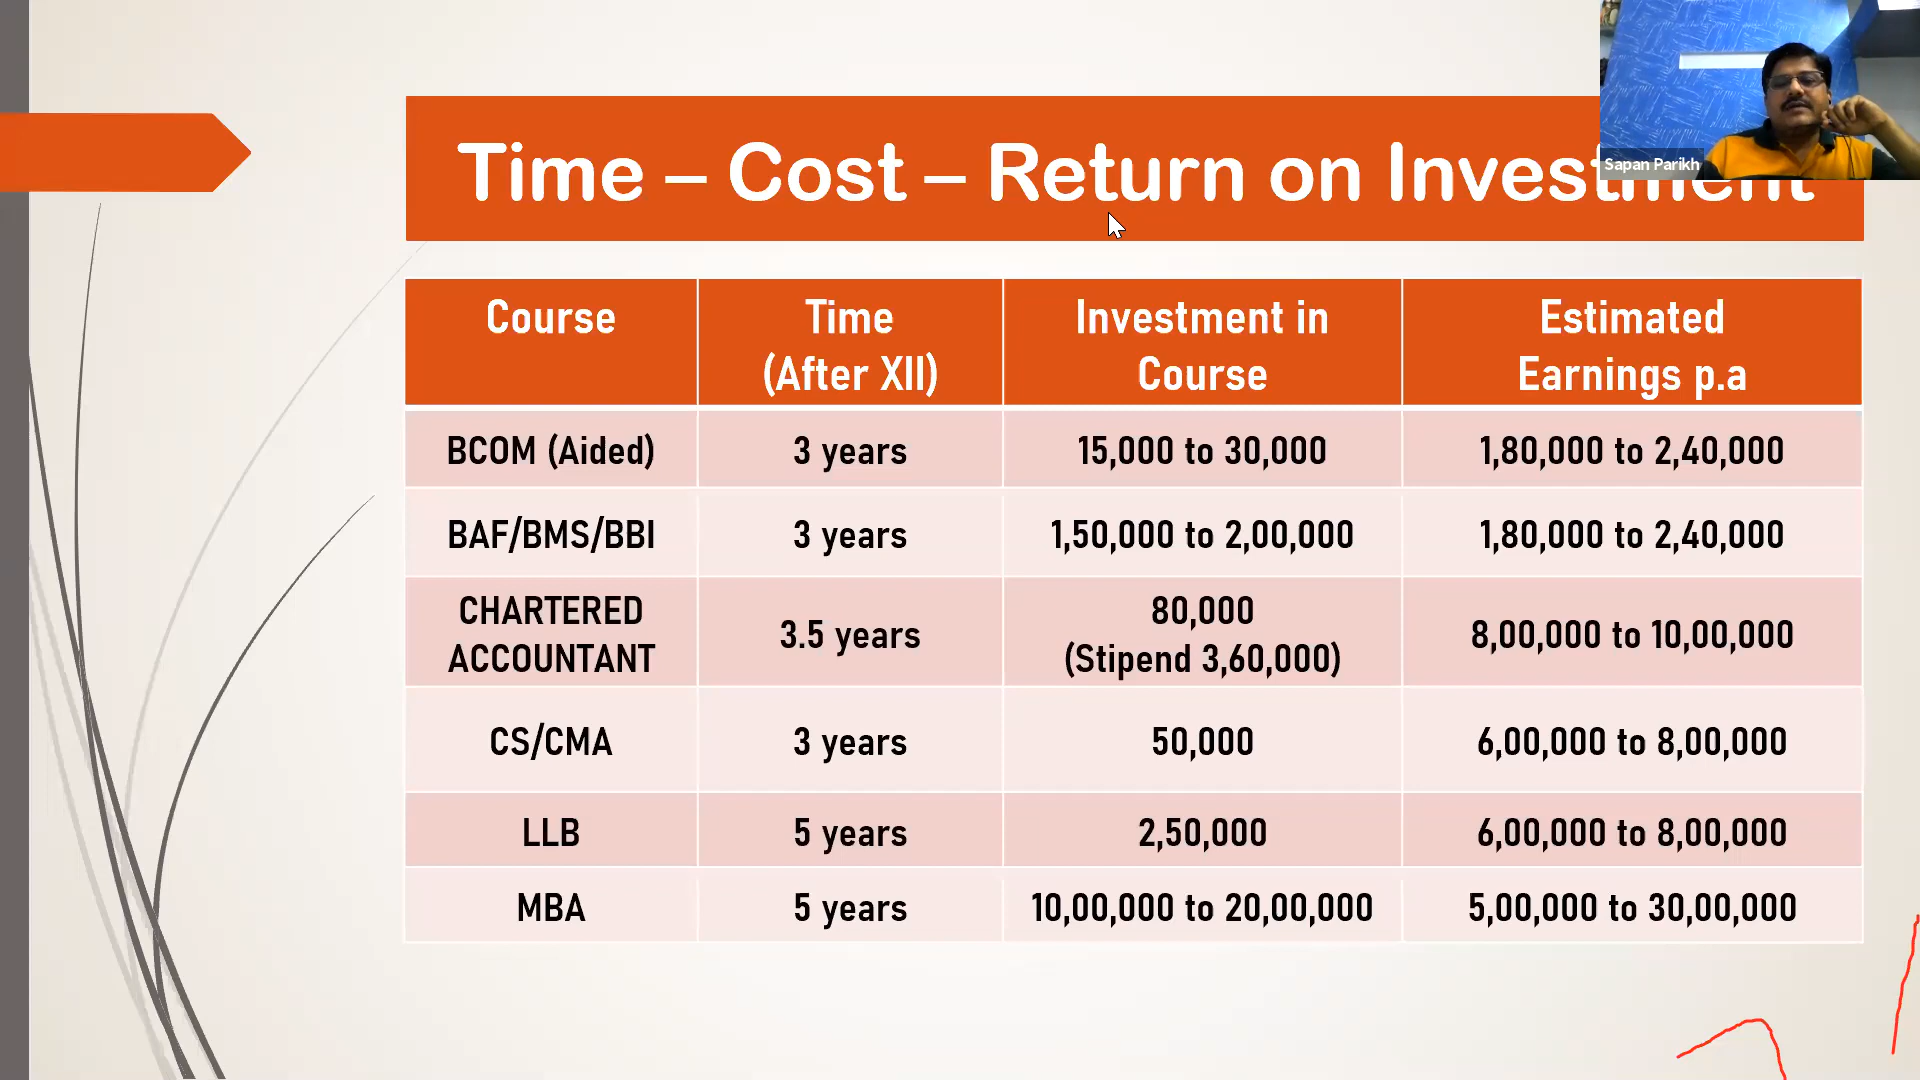 Time – Cost – Return on Investment
Sapan Parikh
Course
Time
(After XII)
Investment in
Course
Estimated
Earnings p.a
BCOM (Aided)
3 years
15,000 to 30,000
1,80,000 to 2,40,000
BAF/BMS/BBI
3 years
1,50,000 to 2,00,000
1,80,000 to 2,40,000
CHARTERED
ACCOUNTANT
3.5 years
80,000
(Stipend 3,60,000)
8,00,000 to 10,00,000
CS/CMA
3 years
50,000
6,00,000 to 8,00,000
LLB
5 years
2,50,000
6,00,000 to 8,00,000
MBA
5 years
10,00,000 to 20,00,000
5,00,000 to 30,00,000